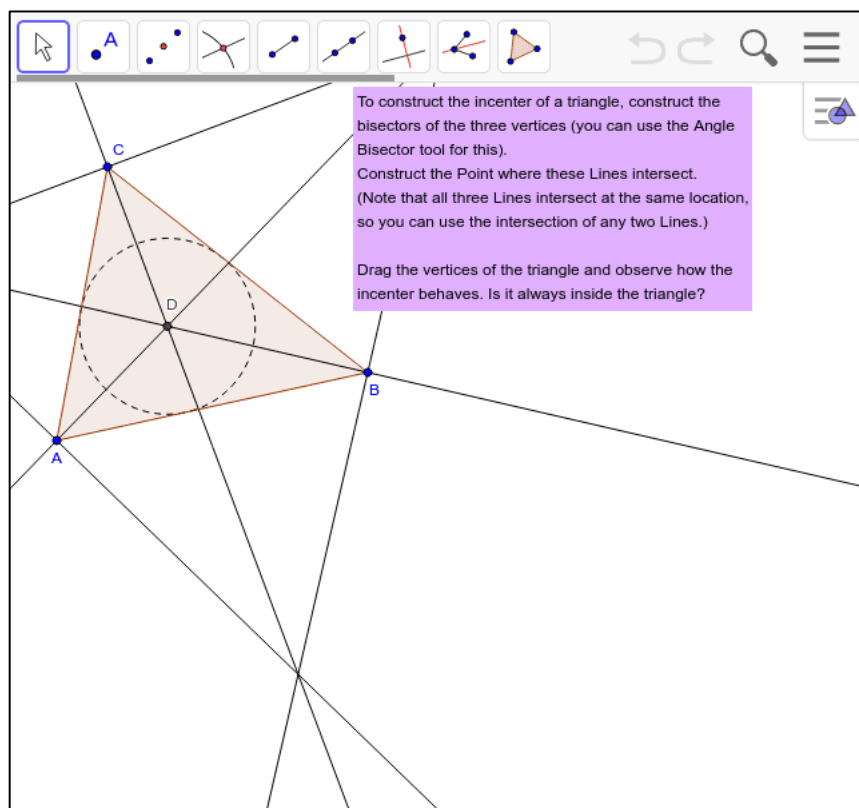 A
To construct the incenter of a triangle, construct the
bisectors of the three vertices (you can use the Angle
Bisector tool for this).
Construct the Point where these Lines intersect.
(Note that all three Lines intersect at the same location,
so you can use the intersection of any two Lines.)
Drag the vertices of the triangle and observe how the
incenter behaves. Is it always inside the triangle?
C
D
B
A